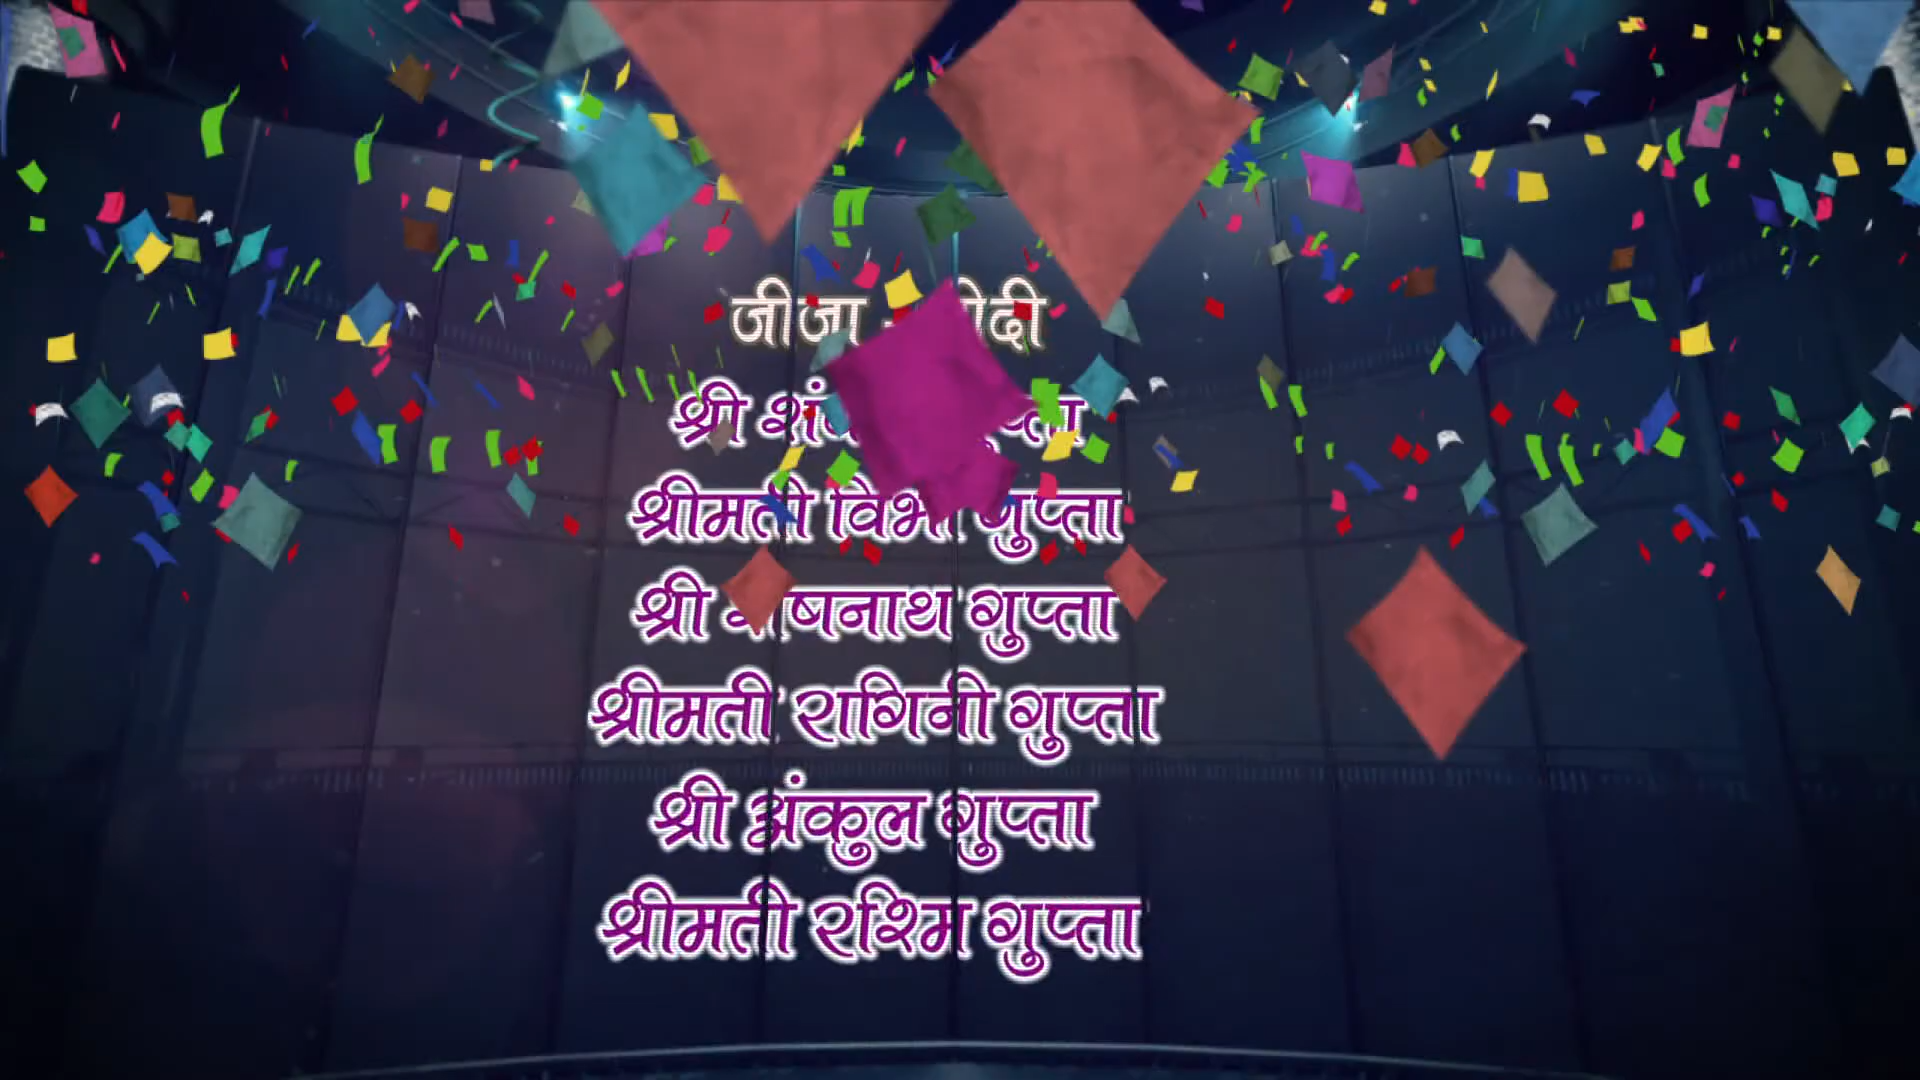 जीजा
श्री गुप्ता
श्रीमती विभा गुप्ता
श्री गुप्ता
श्रीमती रागिनी गुप्ता
श्री अंकुल गुप्ता
श्रीमती रश्मि गुप्ता